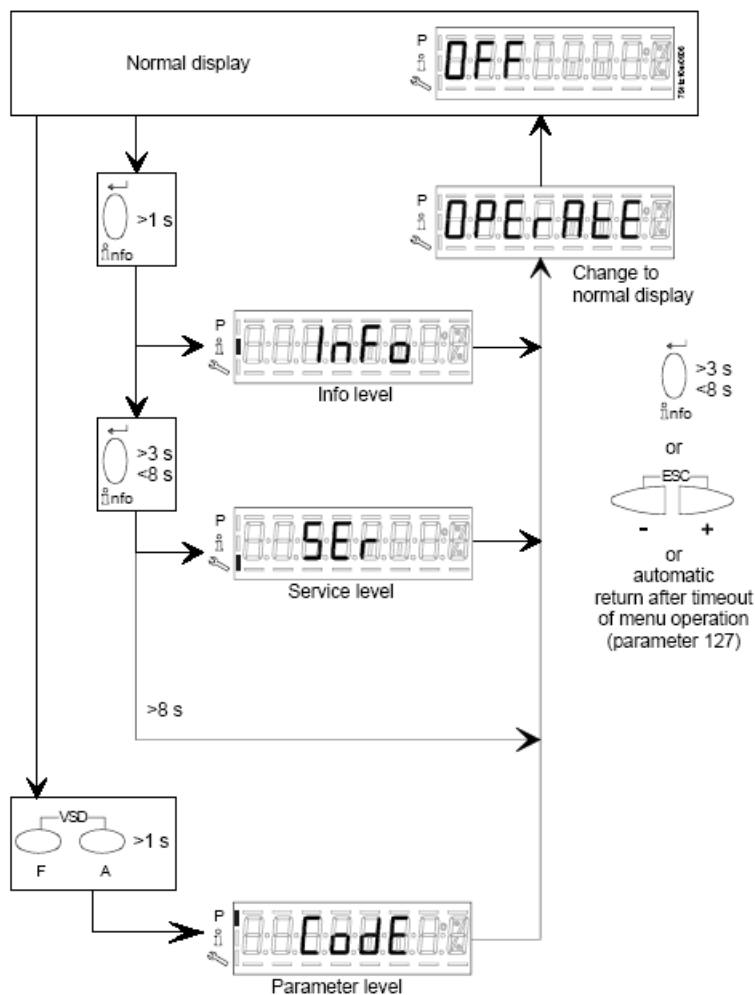 Normal display
P
OFF
>1 s
info
P
OPErAtE
Change to
normal display
P
InFo
Info level
>3 s
<8 s
info
>3 s
<8 s
info
or
ESC
- +
or
automatic
return after timeout
of menu operation
(parameter 127)
P
SEr
Service level
>8 s
VSD
>1 s
F A
P
CodE
Parameter level